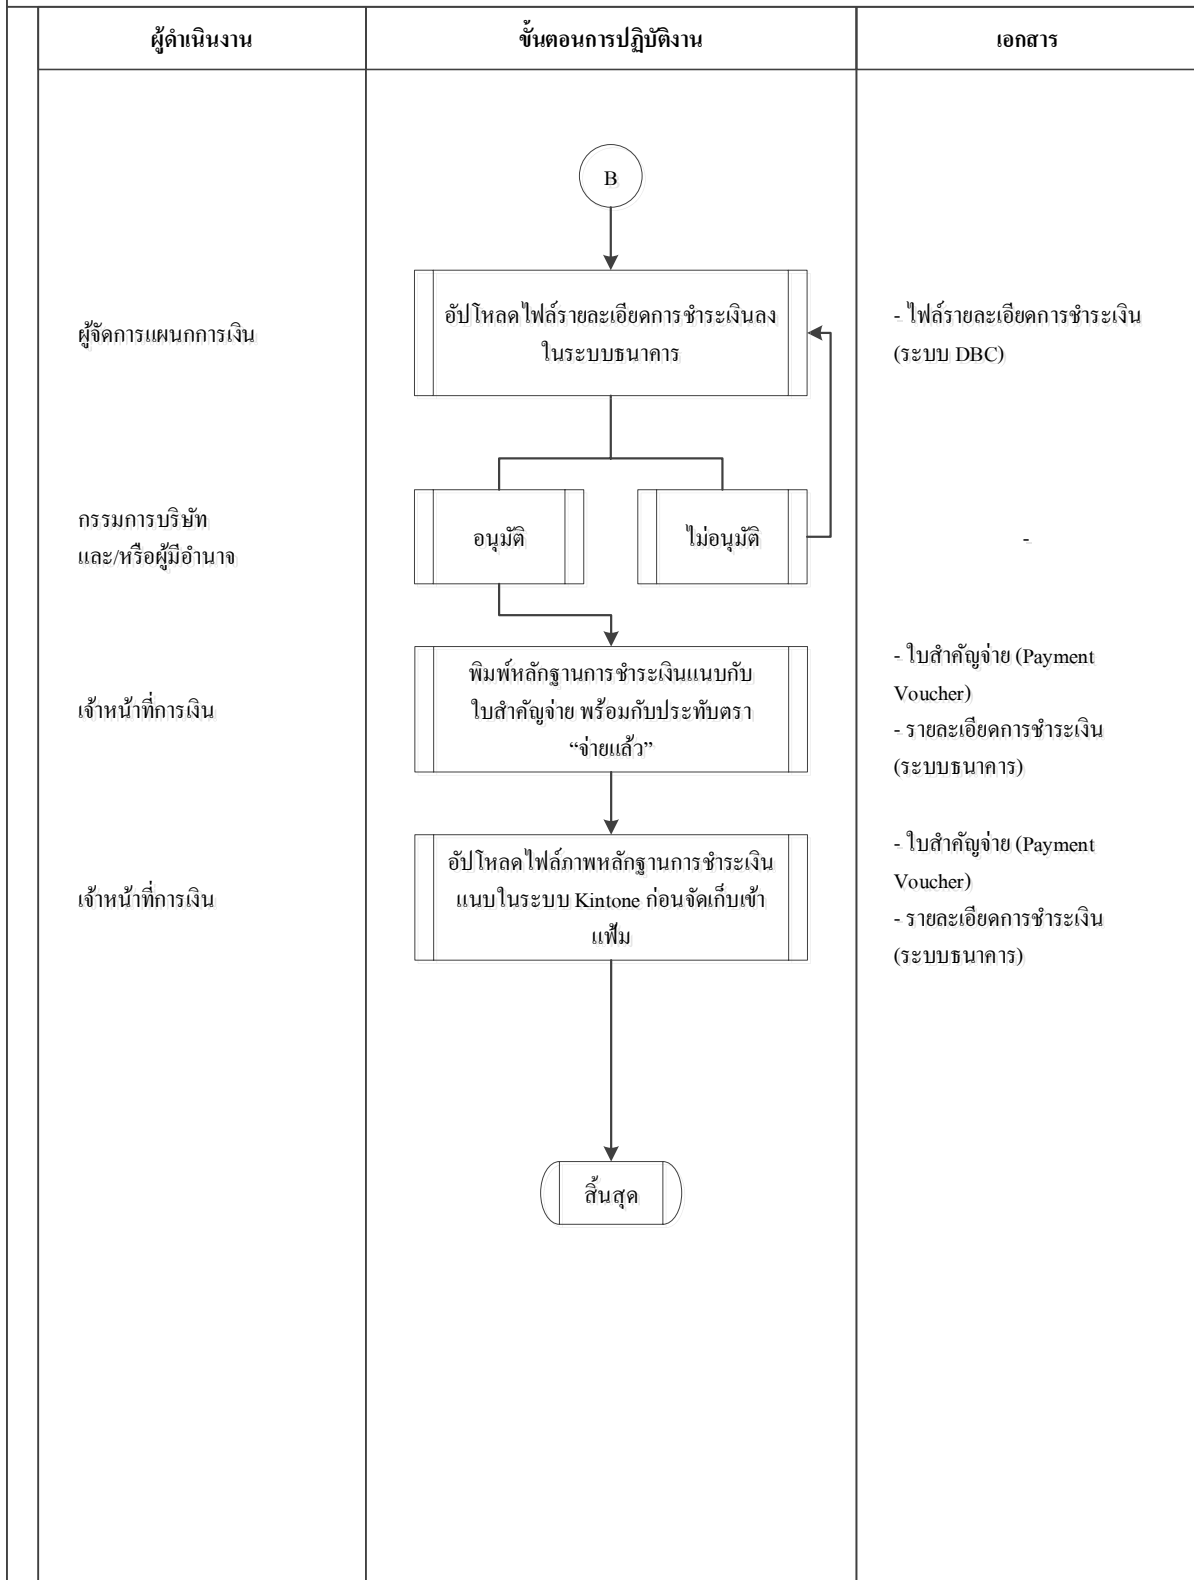 ผู้ดำเนินงาน
ขั้นตอนการปฏิบัติงาน
เอกสาร
B
ผู้จัดการแผนกการเงิน
อัปโหลดไฟล์รายละเอียดการชำระเงินลง
ในระบบธนาคาร
- ไฟล์รายละเอียดการชำระเงิน
(ระบบ DBC)
กรรมการบริษัท
และ/หรือผู้มีอำนาจ
อนุมัติ
ไม่อนุมัติ
-
เจ้าหน้าที่การเงิน
พิมพ์หลักฐานการชำระเงินแนบกับ
ใบสำคัญจ่าย พร้อมกับประทับตรา
“จ่ายแล้ว”
- ใบสำคัญจ่าย (Payment
Voucher)
- รายละเอียดการชำระเงิน
(ระบบธนาคาร)
เจ้าหน้าที่การเงิน
อัปโหลดไฟล์ภาพหลักฐานการชำระเงิน
แนบในระบบ Kintone ก่อนจัดเก็บเข้า
แฟ้ม
- ใบสำคัญจ่าย (Payment
Voucher)
- รายละเอียดการชำระเงิน
(ระบบธนาคาร)
สิ้นสุด